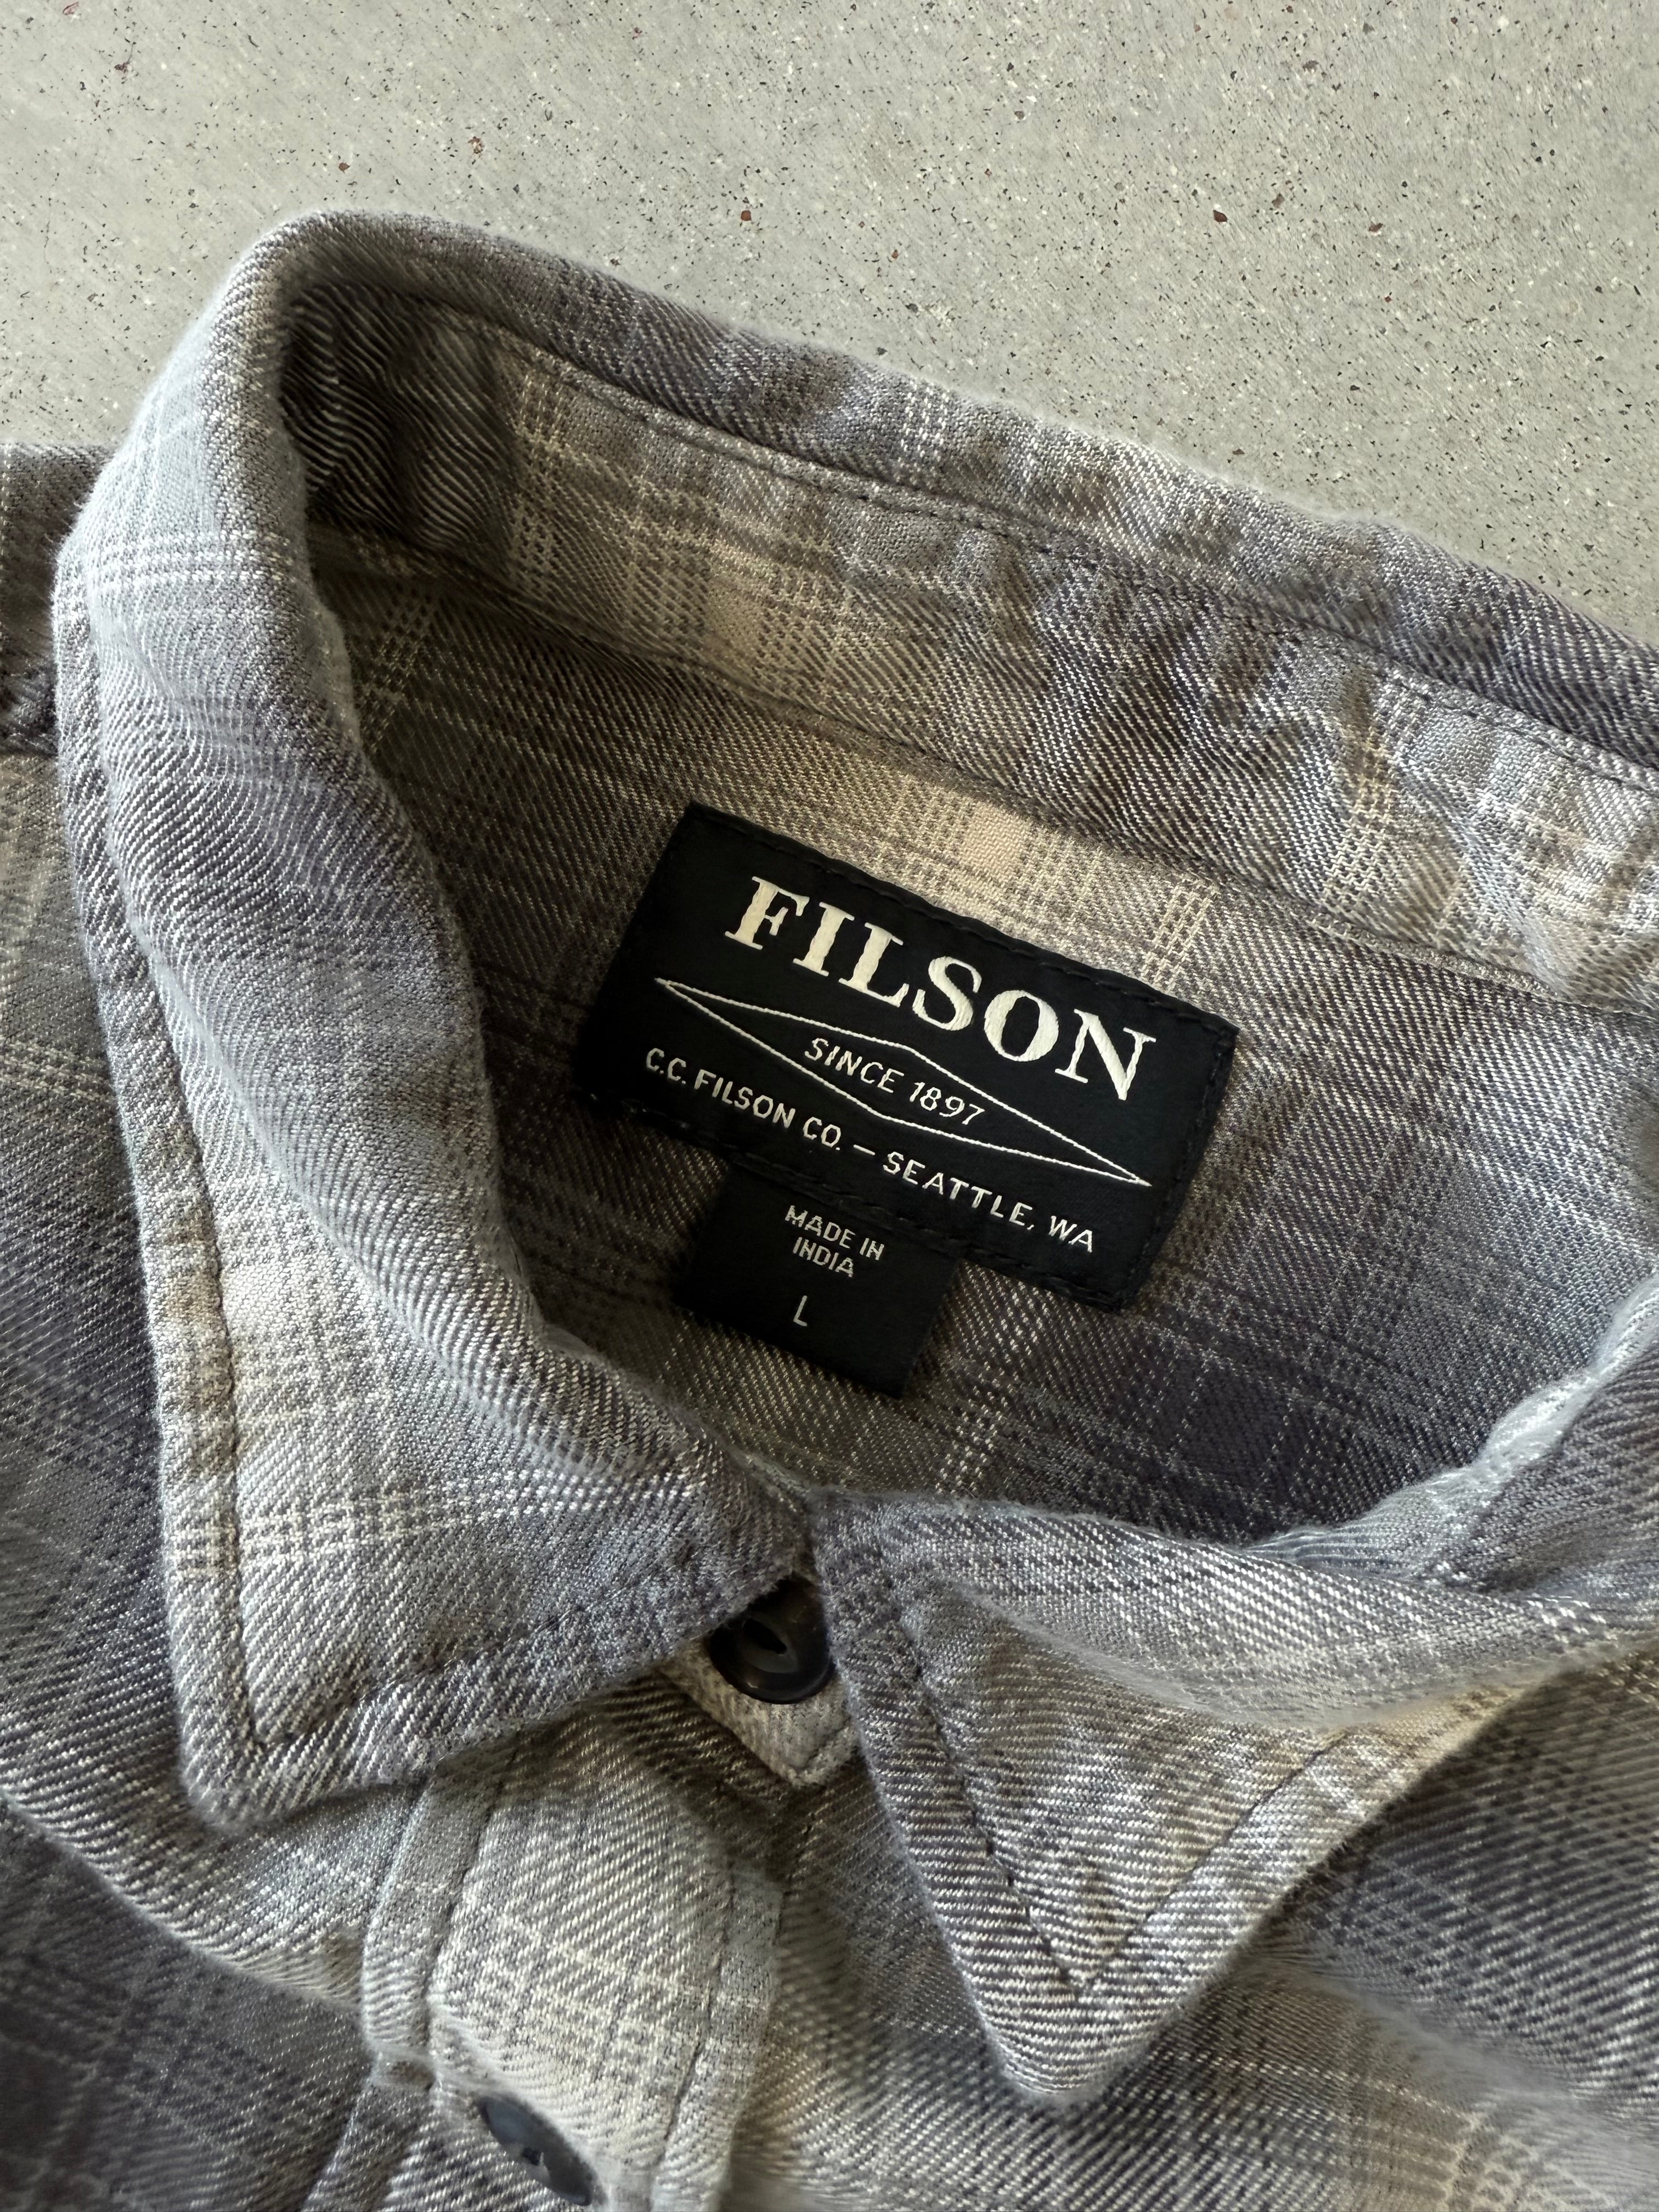 FILSON
SINCE 1897
C.C. FILSON CO. – SEATTLE, WA
MADE IN
INDIA
L